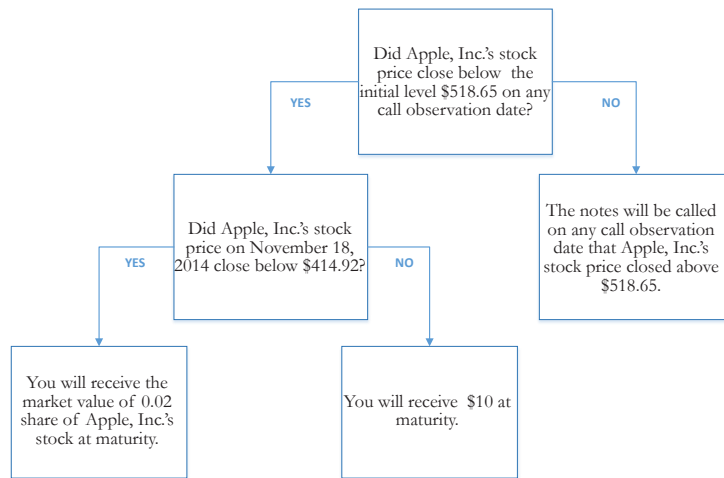 Did Apple, Inc.'s stock
price close below the
initial level $518.65 on any
call observation date?
YES
NO
Did Apple, Inc.'s stock
price on November 18,
2014 close below $414.92?
The notes will be called
on any call observation
date that Apple, Inc.'s
stock price closed above
$518.65.
YES
NO
You will receive the
market value of 0.02
share of Apple, Inc.'s
stock at maturity.
You will receive $10 at
maturity.